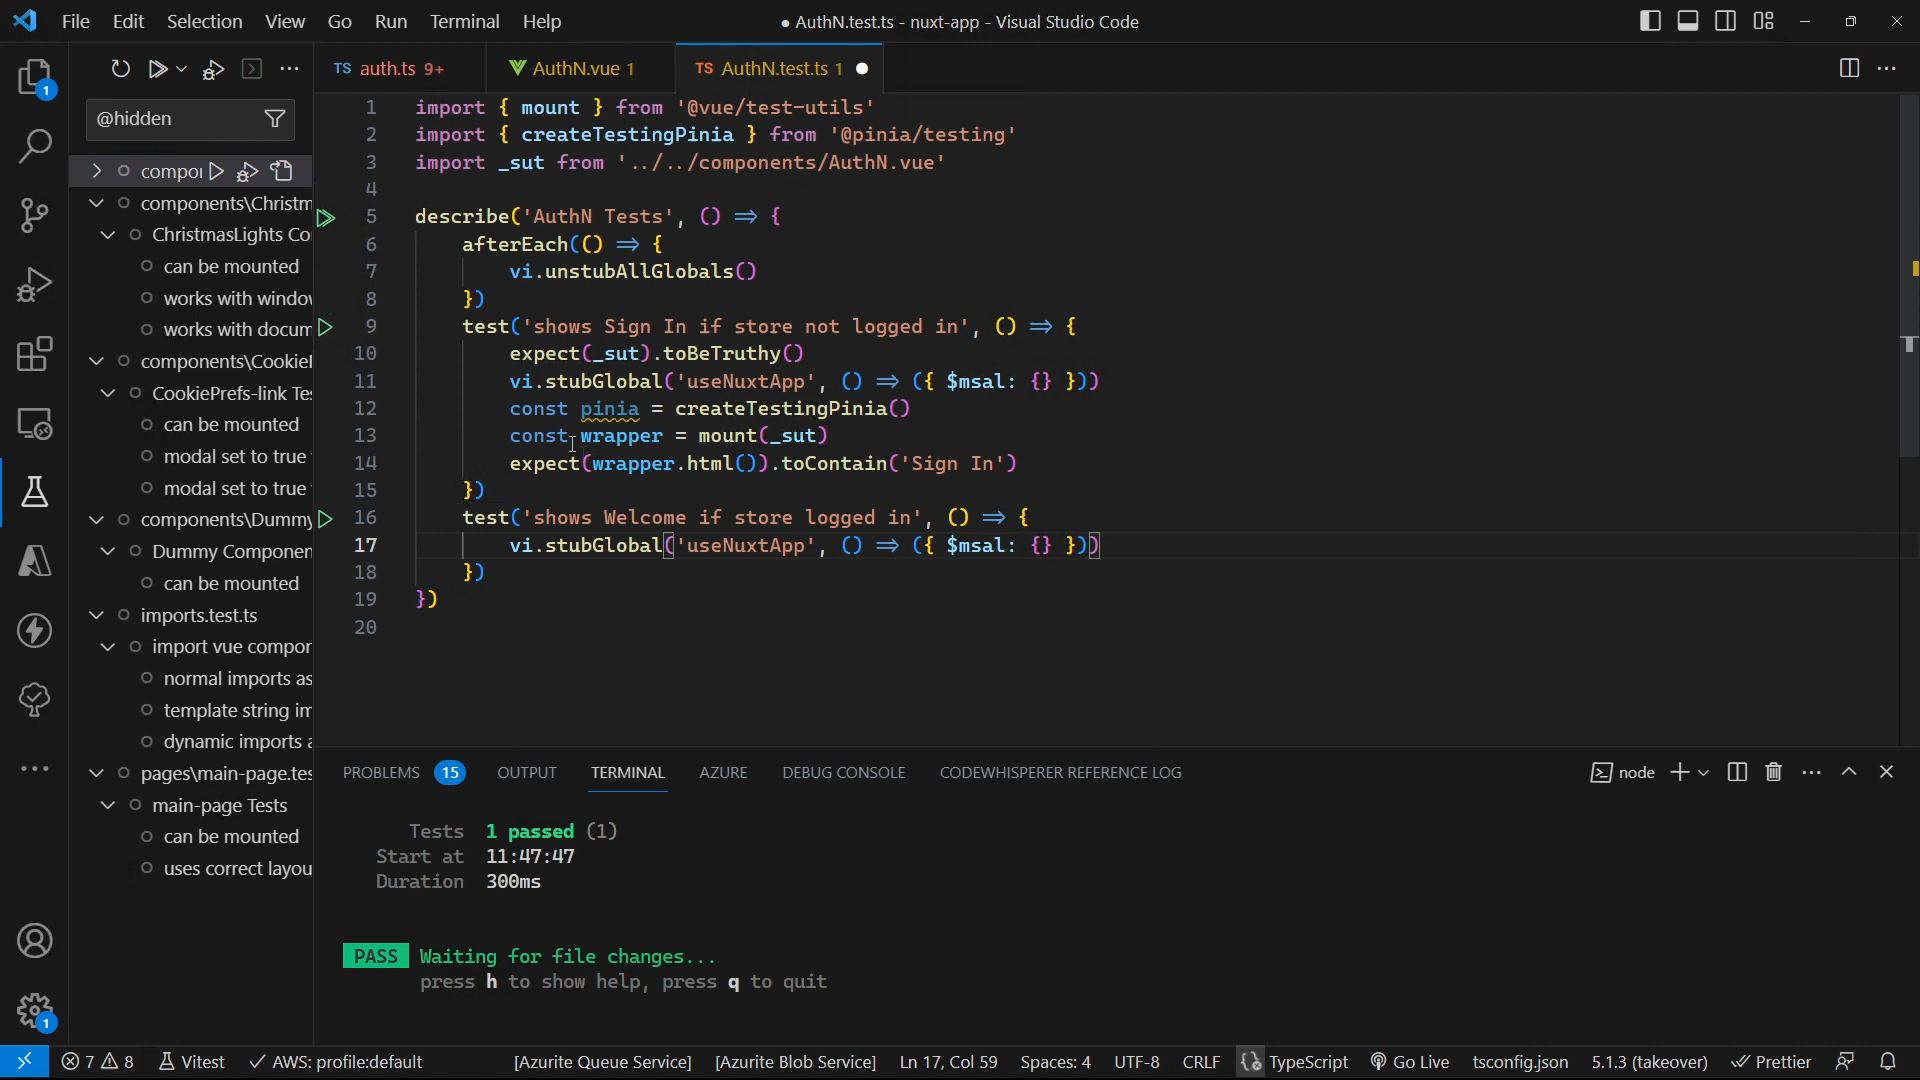 File Edit Selection View Go Run Terminal Help
● AuthN.test.ts - nuxt-app - Visual Studio Code
TS auth.ts 9+
AuthN.vue 1
TS AuthN.test.ts 1 ●
@hidden
compor
components\Christm
ChristmasLights Co
can be mounted
works with windo
works with docum
components\Cookie
CookiePrefs-link Te
can be mounted
modal set to true
modal set to true
components\Dummy
Dummy Componen
can be mounted
imports.test.ts
import vue compor
normal imports as
template string im
dynamic imports a
pages\main-page.tes
main-page Tests
can be mounted
uses correct layou
1 import { mount } from '@vue/test-utils'
2 import { createTestingPinia } from '@pinia/testing'
3 import _sut from '../../components/AuthN.vue'
4
5 describe('AuthN Tests', () => {
6 afterEach(() => {
7 vi.unstubAllGlobals()
8 })
9 test('shows Sign In if store not logged in', () => {
10 expect(_sut).toBeTruthy()
11 vi.stubGlobal('useNuxtApp', () => ({ $msal: {} }))
12 const pinia = createTestingPinia()
13 const wrapper = mount(_sut)
14 expect(wrapper.html()).toContain('Sign In')
15 })
16 test('shows Welcome if store logged in', () => {
17 vi.stubGlobal('useNuxtApp', () => ({ $msal: {} }))
18 })
19 })
20
PROBLEMS 15 OUTPUT TERMINAL AZURE DEBUG CONSOLE CODEWHISPERER REFERENCE LOG
node
Tests 1 passed (1)
Start at 11:47:47
Duration 300ms
PASS Waiting for file changes...
press h to show help, press q to quit
1
1
7 8 Vitest AWS: profile:default [Azurite Queue Service] [Azurite Blob Service] Ln 17, Col 59 Spaces: 4 UTF-8 CRLF TypeScript Go Live tsconfig.json 5.1.3 (takeover) Prettier